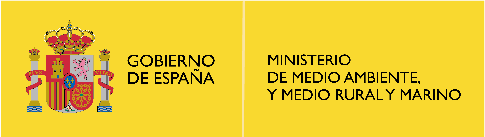 GOBIERNO
DE ESPAÑA
MINISTERIO
DE MEDIO AMBIENTE,
Y MEDIO RURAL Y MARINO